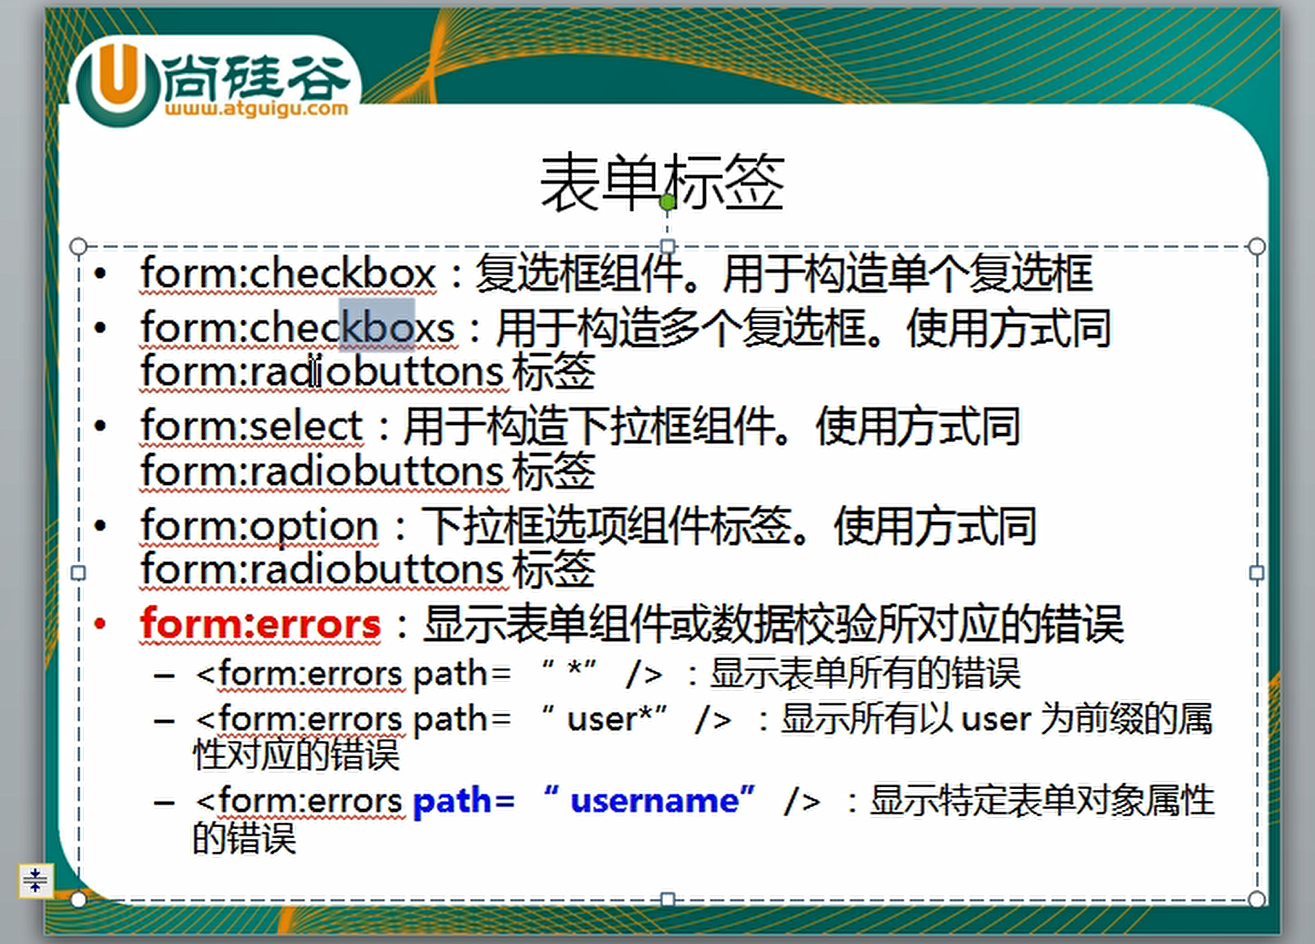 尚硅谷
www.atguigu.com
表单标签
• form:checkbox：复选框组件。用于构造单个复选框
• form:checkboxs：用于构造多个复选框。使用方式同
form:radiobuttons 标签
• form:select：用于构造下拉框组件。使用方式同
form:radiobuttons 标签
• form:option：下拉框选项组件标签。使用方式同
form:radiobuttons 标签
• form:errors：显示表单组件或数据校验所对应的错误
– <form:errors path= “ *” /> ：显示表单所有的错误
– <form:errors path= “ user*” /> ：显示所有以 user 为前缀的属
性对应的错误
– <form:errors path= “ username” /> ：显示特定表单对象属性
的错误